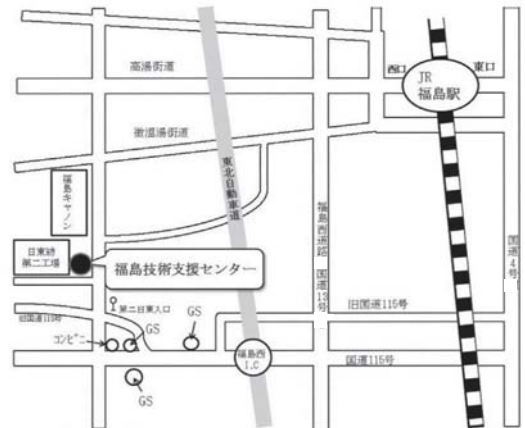 高湯街道
西口
東口
JR
福島駅
微温湯街道
東北自動車道
福島キャノン
日東紡
第二工場
福島技術支援センター
福島西道路 国道13号
国道4号
第二日東入口
旧国道115号
旧国道115号
コンビニ
GS
GS
福島西
I.C
国道115号
GS